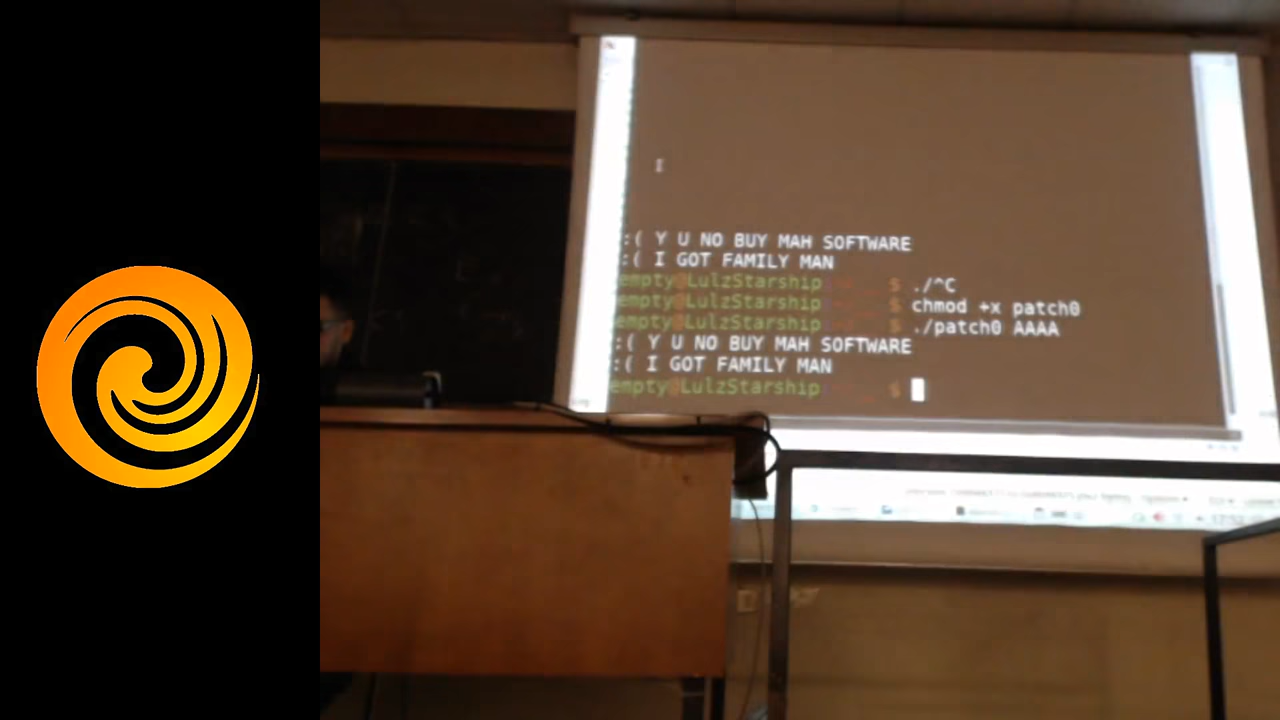 :( Y U NO BUY MAH SOFTWARE
:( I GOT FAMILY MAN
empty@LulzStarship $ ./^C
empty@LulzStarship $ chmod +x patch0
empty@LulzStarship $ ./patch0 AAAA
:( Y U NO BUY MAH SOFTWARE
:( I GOT FAMILY MAN
empty@LulzStarship $